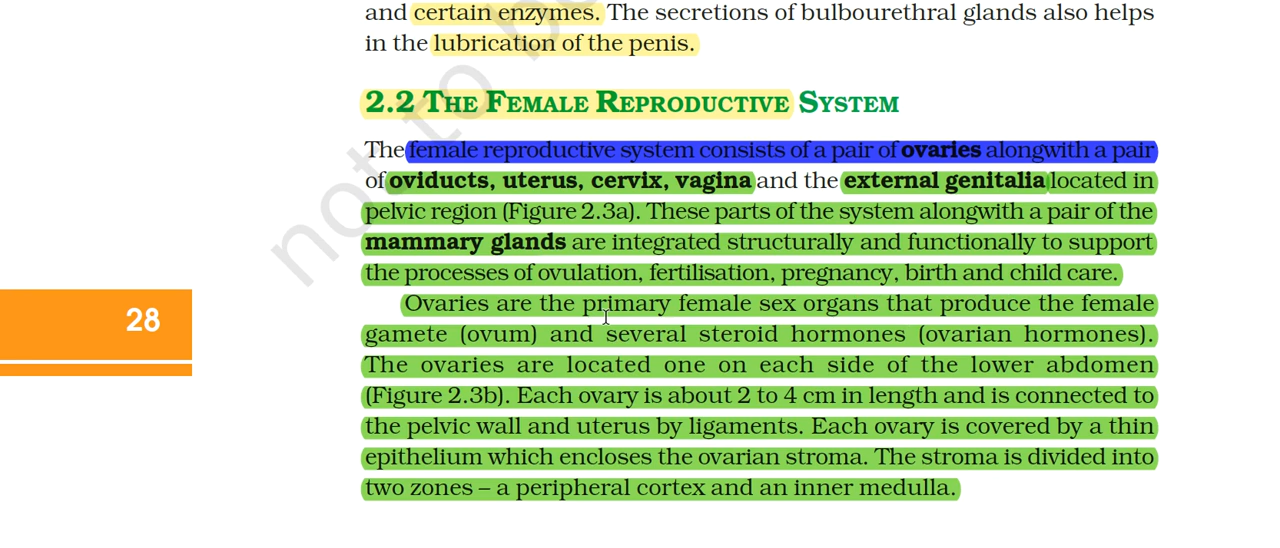 and certain enzymes. The secretions of bulbourethral glands also helps
in the lubrication of the penis.
2.2 THE FEMALE REPRODUCTIVE SYSTEM
The female reproductive system consists of a pair of ovaries alongwith a pair
of oviducts, uterus, cervix, vagina and the external genitalia located in
pelvic region (Figure 2.3a). These parts of the system alongwith a pair of the
mammary glands are integrated structurally and functionally to support
the processes of ovulation, fertilisation, pregnancy, birth and child care.
28
Ovaries are the primary female sex organs that produce the female
gamete (ovum) and several steroid hormones (ovarian hormones).
The ovaries are located one on each side of the lower abdomen
(Figure 2.3b). Each ovary is about 2 to 4 cm in length and is connected to
the pelvic wall and uterus by ligaments. Each ovary is covered by a thin
epithelium which encloses the ovarian stroma. The stroma is divided into
two zones – a peripheral cortex and an inner medulla.
not to be